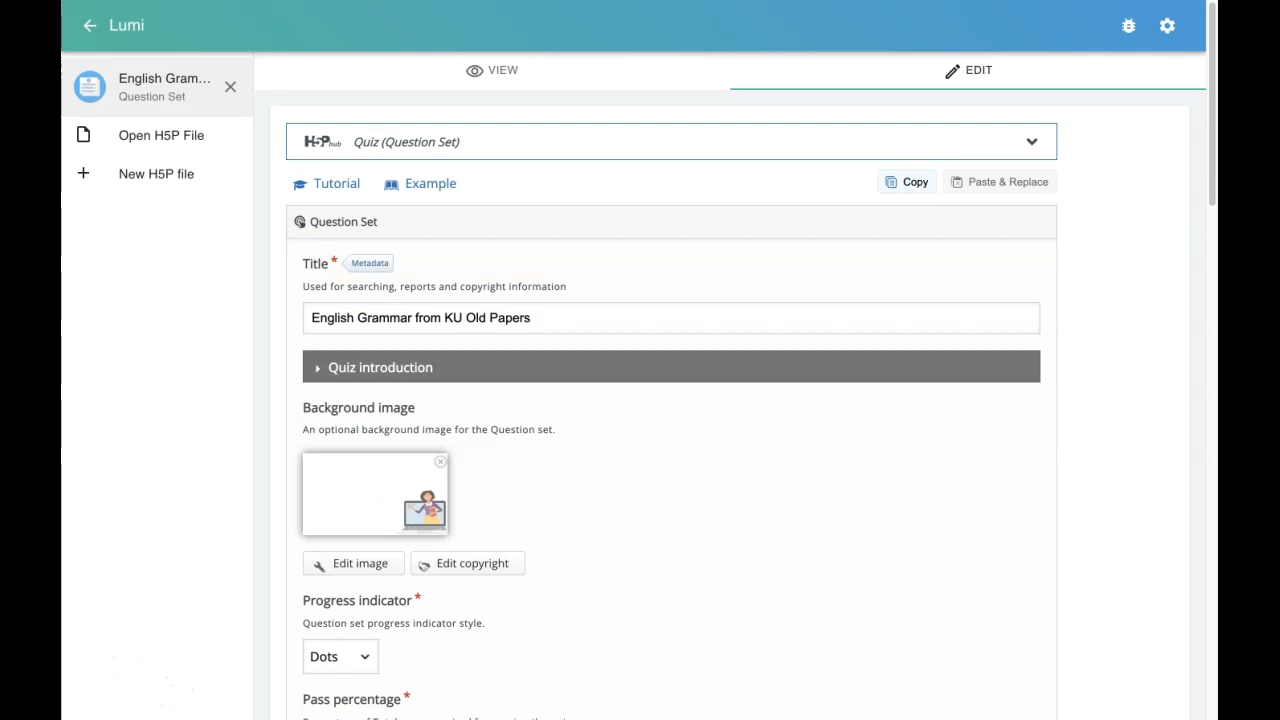 Lumi
English Gram...
Question Set
Open H5P File
New H5P file
VIEW
EDIT
H5Phub Quiz (Question Set)
Tutorial
Example
Copy
Paste & Replace
Question Set
Title *
Metadata
Used for searching, reports and copyright information
English Grammar from KU Old Papers
Quiz introduction
Background image
An optional background image for the Question set.
Edit image
Edit copyright
Progress indicator *
Question set progress indicator style.
Dots
Pass percentage *